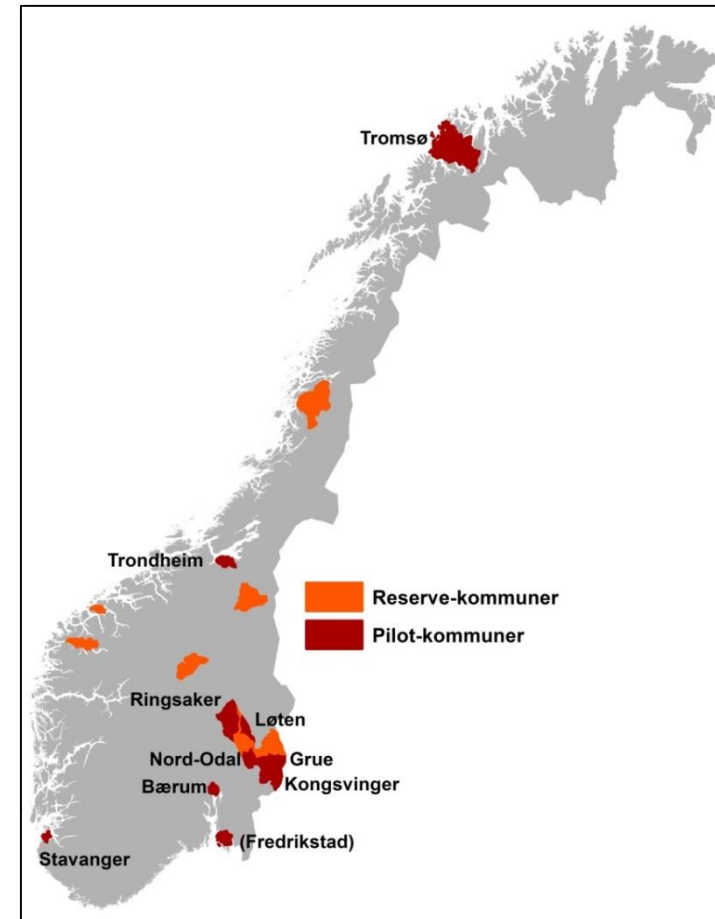 Tromsø
Trondheim
Reserve-kommuner
Pilot-kommuner
Ringsaker
Løten
Nord-Odal
Grue
Bærum
Kongsvinger
(Fredrikstad)
Stavanger